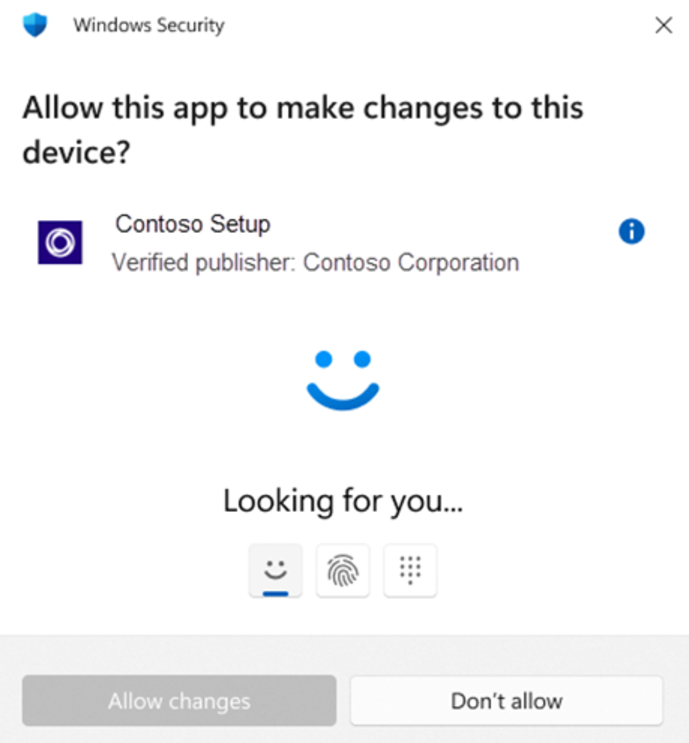 Windows Security
Allow this app to make changes to this
device?
Contoso Setup
Verified publisher: Contoso Corporation
Looking for you...
Allow changes
Don't allow